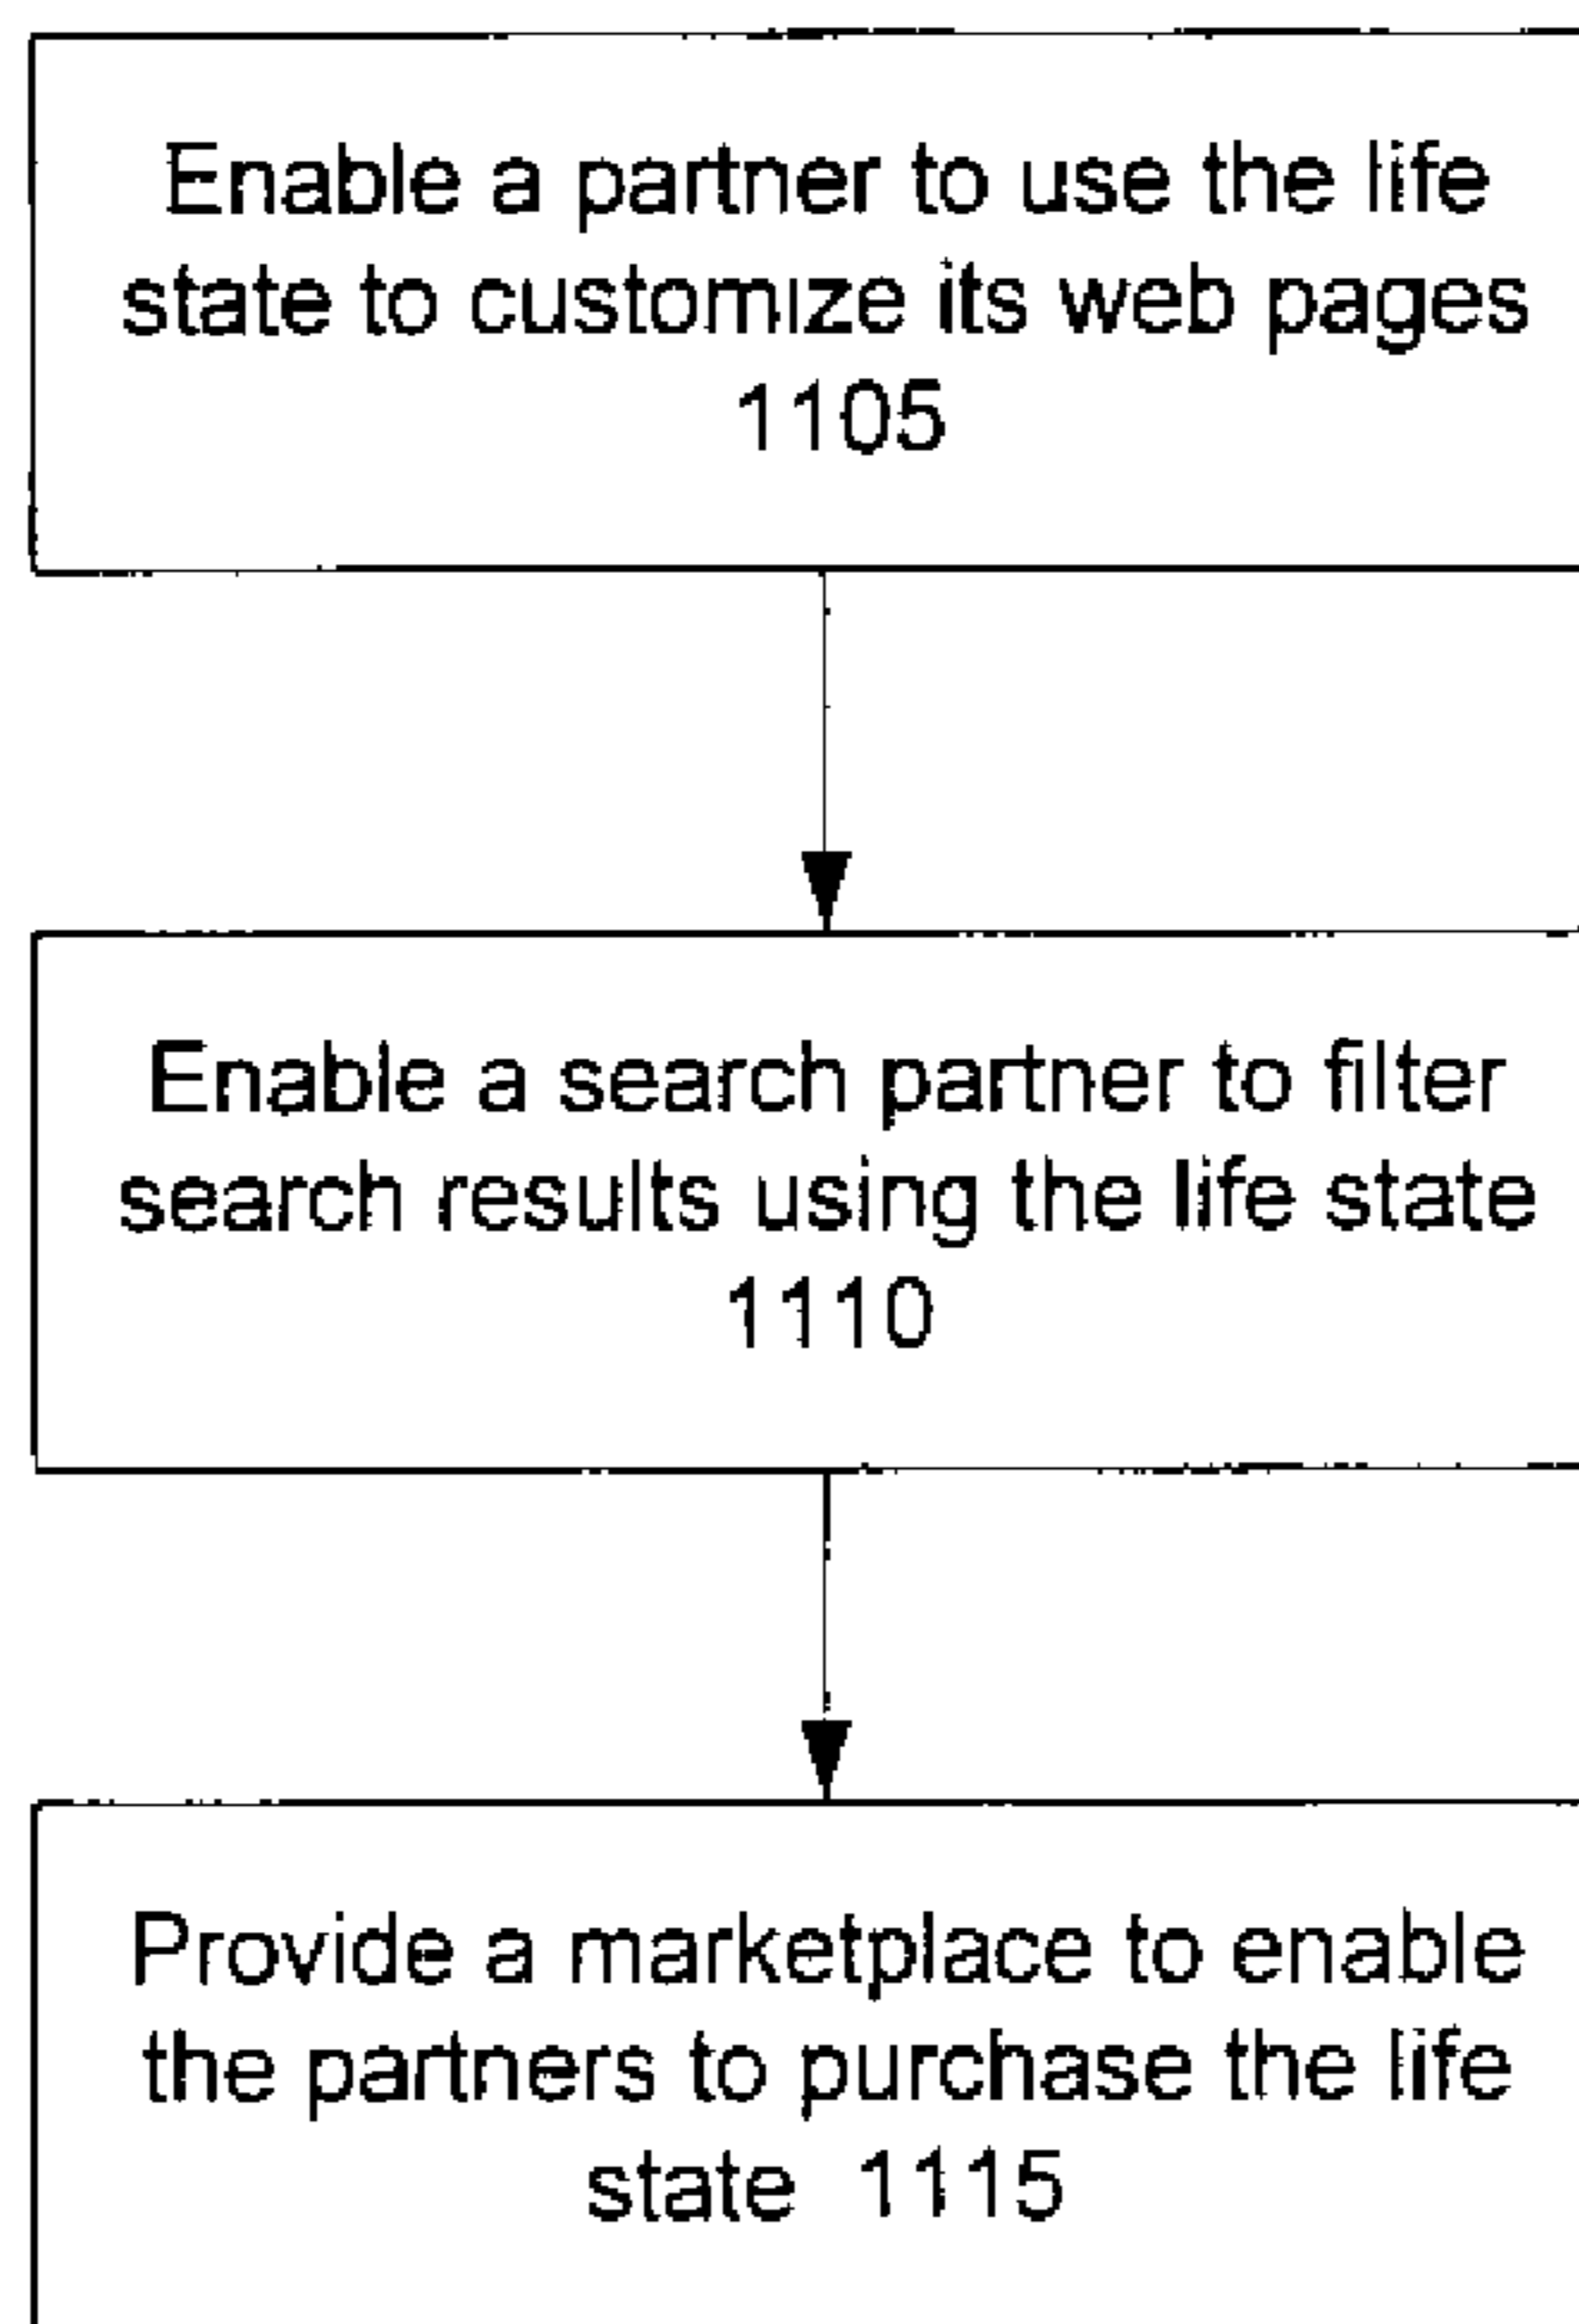 Enable a partner to use the life
state to customize its web pages
1105
Enable a search partner to filter
search results using the life state
1110
Provide a marketplace to enable
the partners to purchase the life
state 1115